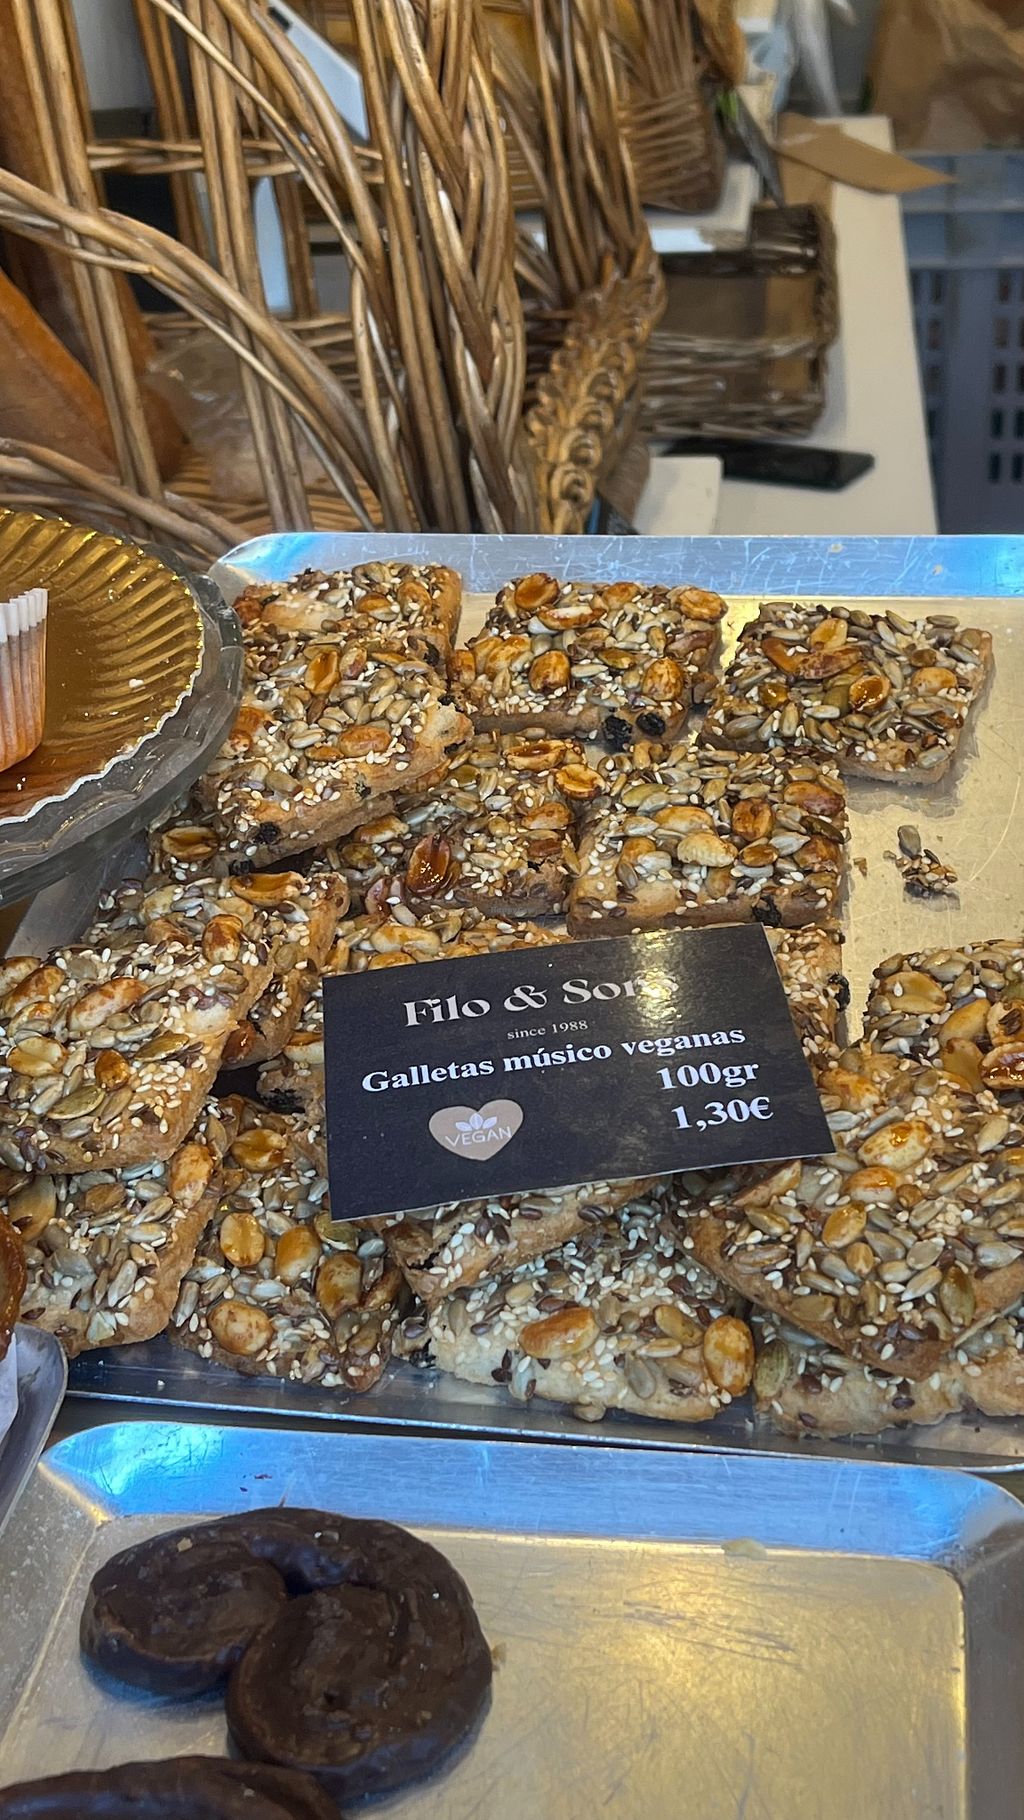 Filo & Sons
since 1988
Galletas músico veganas
100gr
1,30€
VEGAN